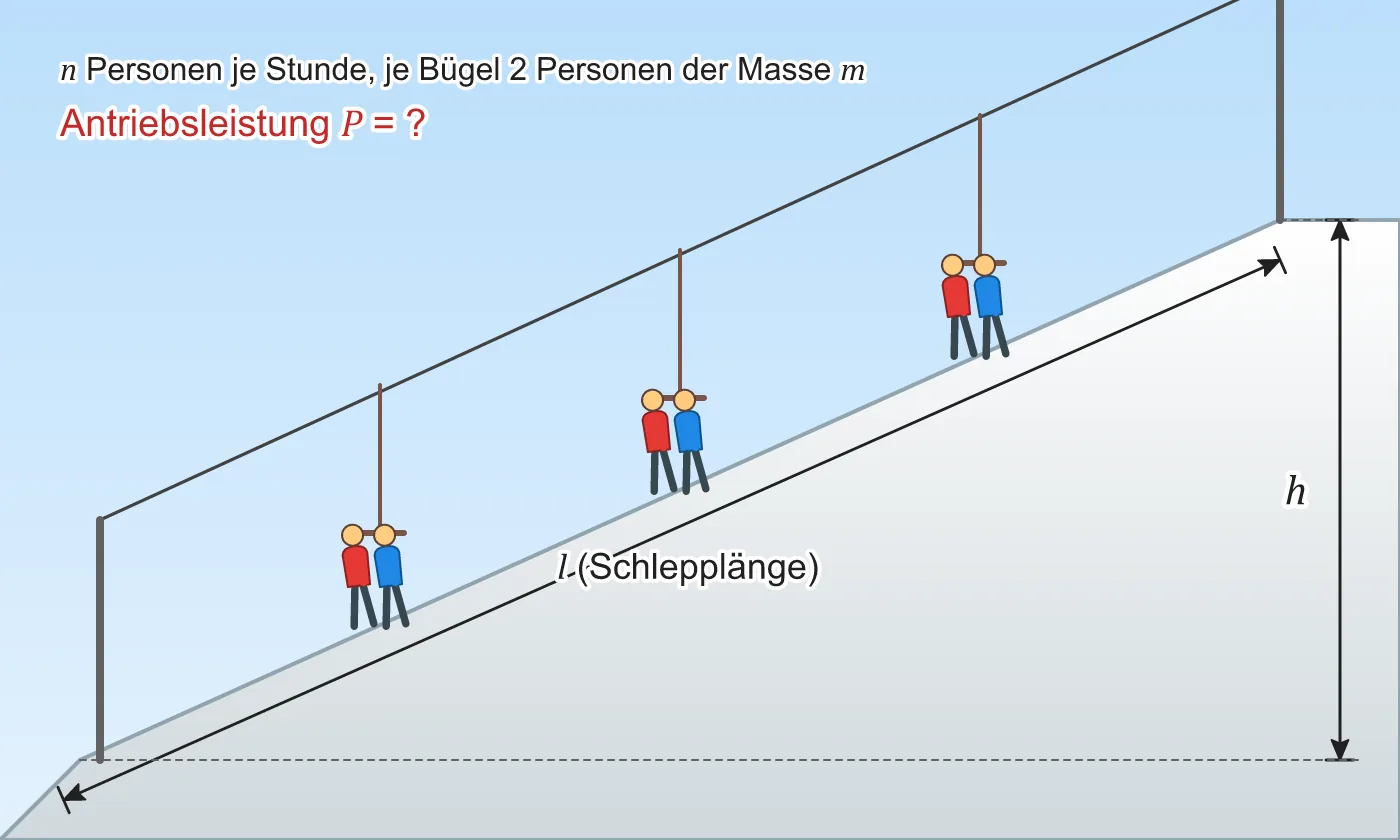 n Personen je Stunde, je Bügel 2 Personen der Masse m
Antriebsleistung P = ?
h
l (Schlepplänge)